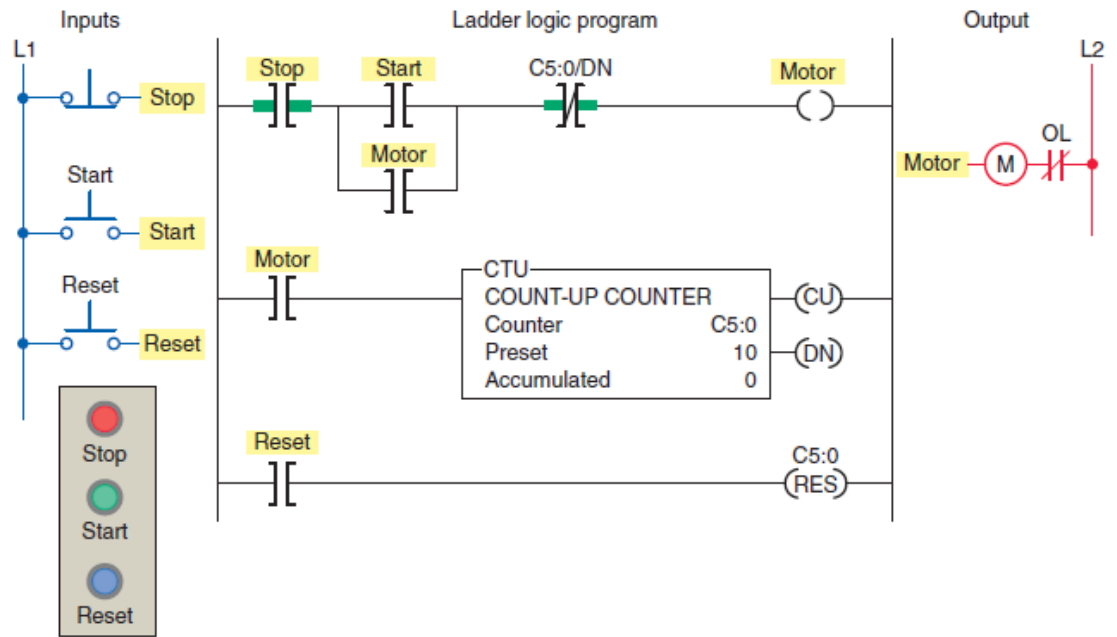 Inputs
Ladder logic program
Output
L1
L2
Stop
Start
C5:0/DN
Motor
Stop
Motor
OL
Motor
M
Start
Start
Motor
CTU
COUNT-UP COUNTER
CU
Counter C5:0
Preset 10
DN
Accumulated 0
Reset
Reset
Reset
C5:0
RES
Stop
Start
Reset